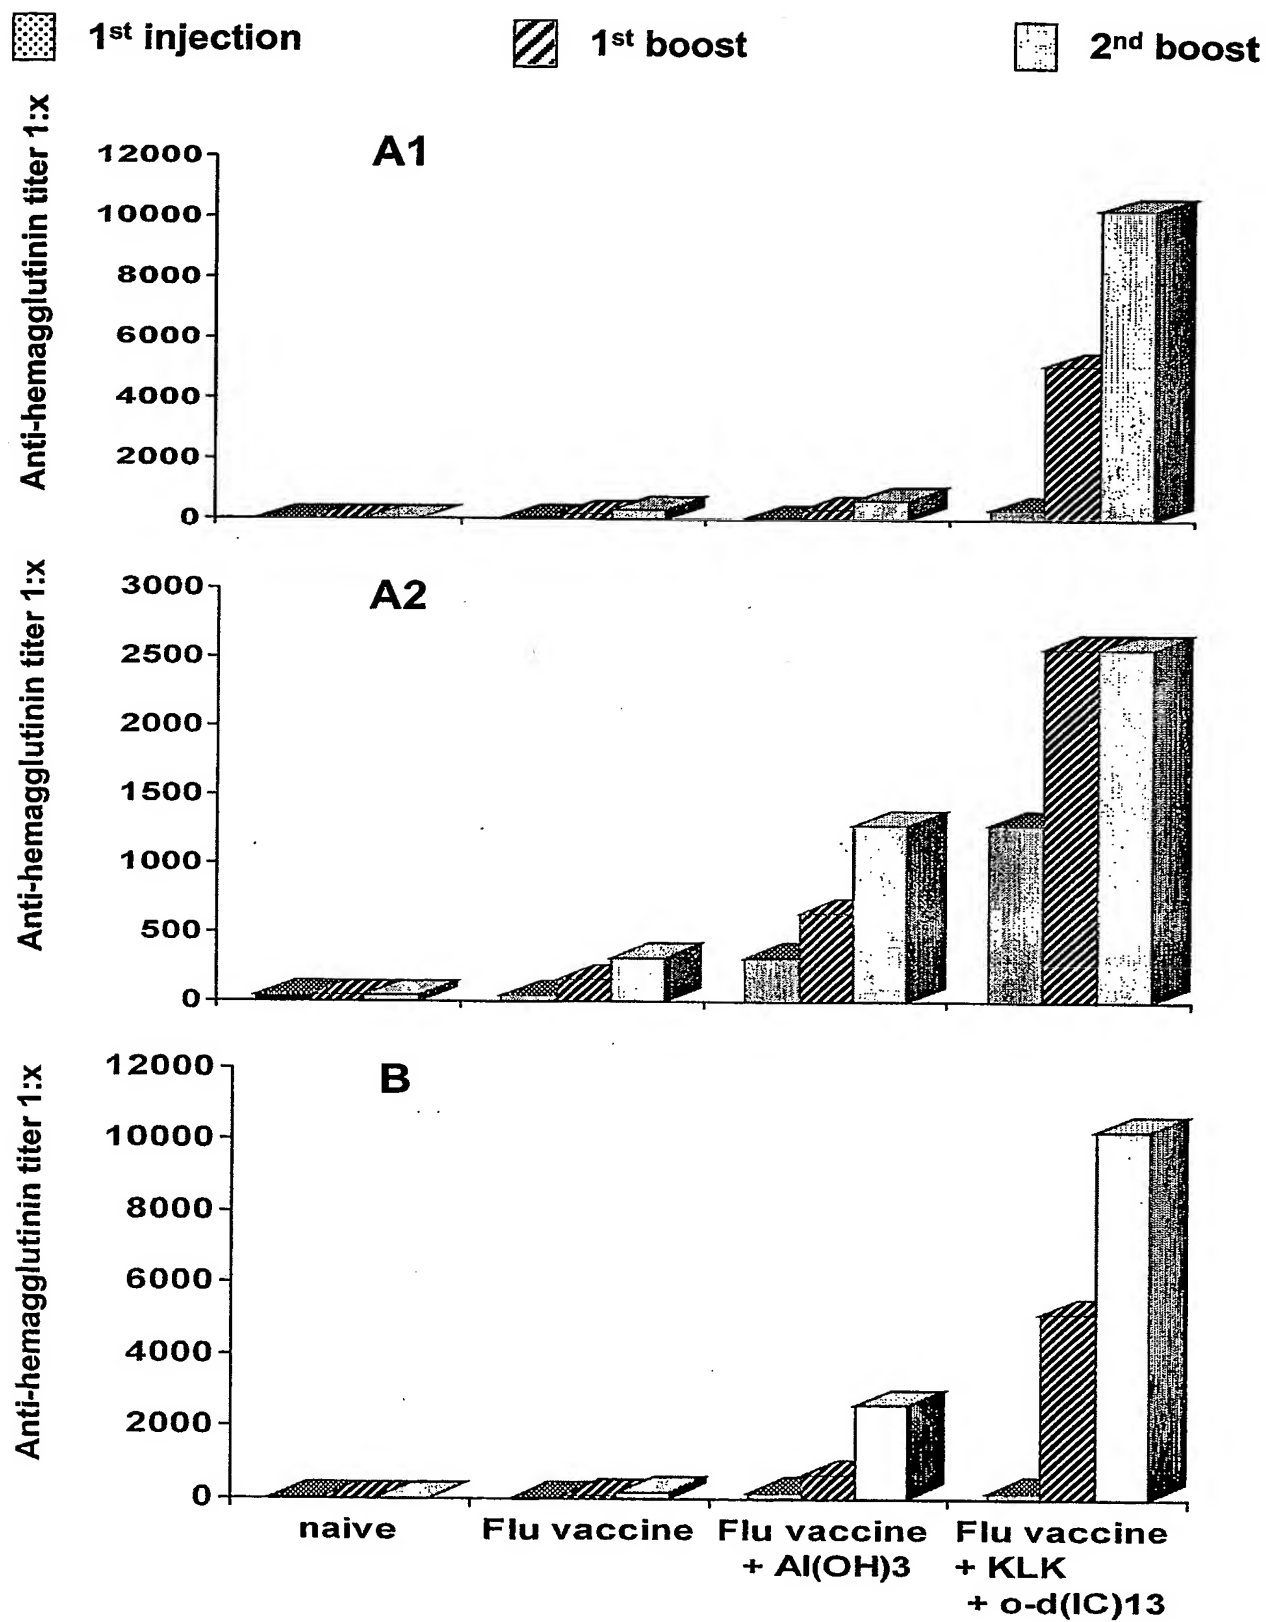 1st injection
1st boost
2nd boost
A1
Anti-hemagglutinin titer 1:x
12000
10000
8000
6000
4000
2000
0
A2
Anti-hemagglutinin titer 1:x
3000
2500
2000
1500
1000
500
0
B
Anti-hemagglutinin titer 1:x
12000
10000
8000
6000
4000
2000
0
naive
Flu vaccine
Flu vaccine
+ Al(OH)3
Flu vaccine
+ KLK
+ o-d(IC)13